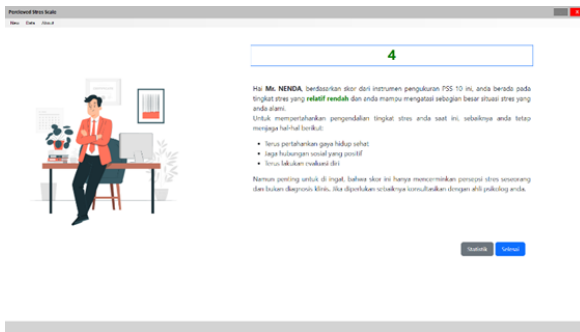 Perceived Stress Scale
Menu Data About
4
Hai Mr. NENDA, berdasarkan skor dari instrumen pengukuran PSS 10 ini, anda berada pada
tingkat stres yang relatif rendah dan anda mampu mengatasi sebagian besar situasi stres yang
anda alami.
Untuk mempertahankan pengendalian tingkat stres anda saat ini, sebaiknya anda tetap
menjaga hal-hal berikut:
Terus pertahankan gaya hidup sehat
Jaga hubungan sosial yang positif
Terus lakukan evaluasi diri
Namun penting untuk di ingat, bahwa skor ini hanya mencerminkan persepsi stres seseorang
dan bukan diagnosis klinis. Jika diperlukan sebaiknya konsultasikan dengan ahli psikolog anda.
Statistik Selesai